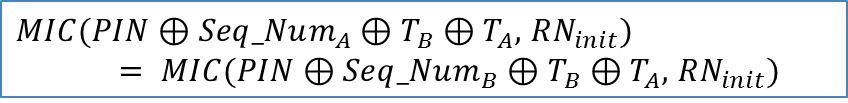 MIC(PIN ⊕ Seq_Num_A ⊕ T_B ⊕ T_A, RN_init)
= MIC(PIN ⊕ Seq_Num_B ⊕ T_B ⊕ T_A, RN_init)